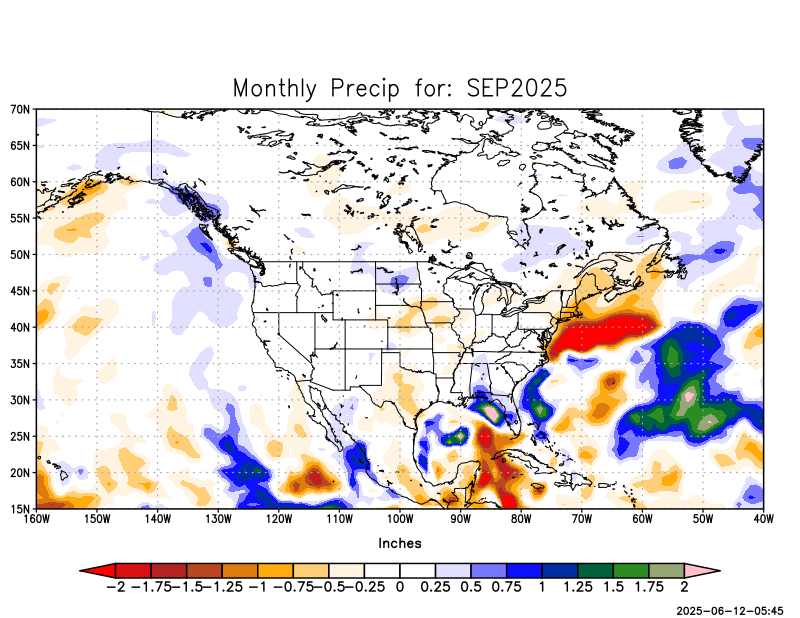 Monthly Precip for: SEP2025
70N
65N
60N
55N
50N
45N
40N
35N
30N
25N
20N
15N
160W 150W 140W 130W 120W 110W 100W 90W 80W 70W 60W 50W 40W
Inches
-2 -1.75 -1.5 -1.25 -1 -0.75 -0.5 -0.25 0 0.25 0.5 0.75 1 1.25 1.5 1.75 2
2025-06-12-05:45